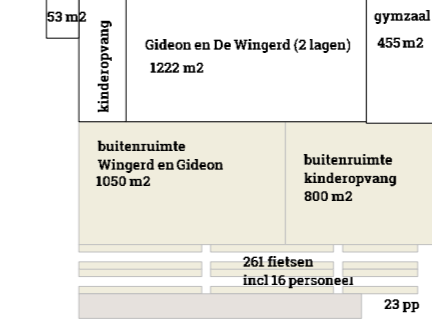 53 m2
kinderopvang
Gideon en De Wingerd (2 lagen)
1222 m2
gymzaal
455 m2
buitenruimte
Wingerd en Gideon
1050 m2
buitenruimte
kinderopvang
800 m2
261 fietsen
incl 16 personeel
23 pp